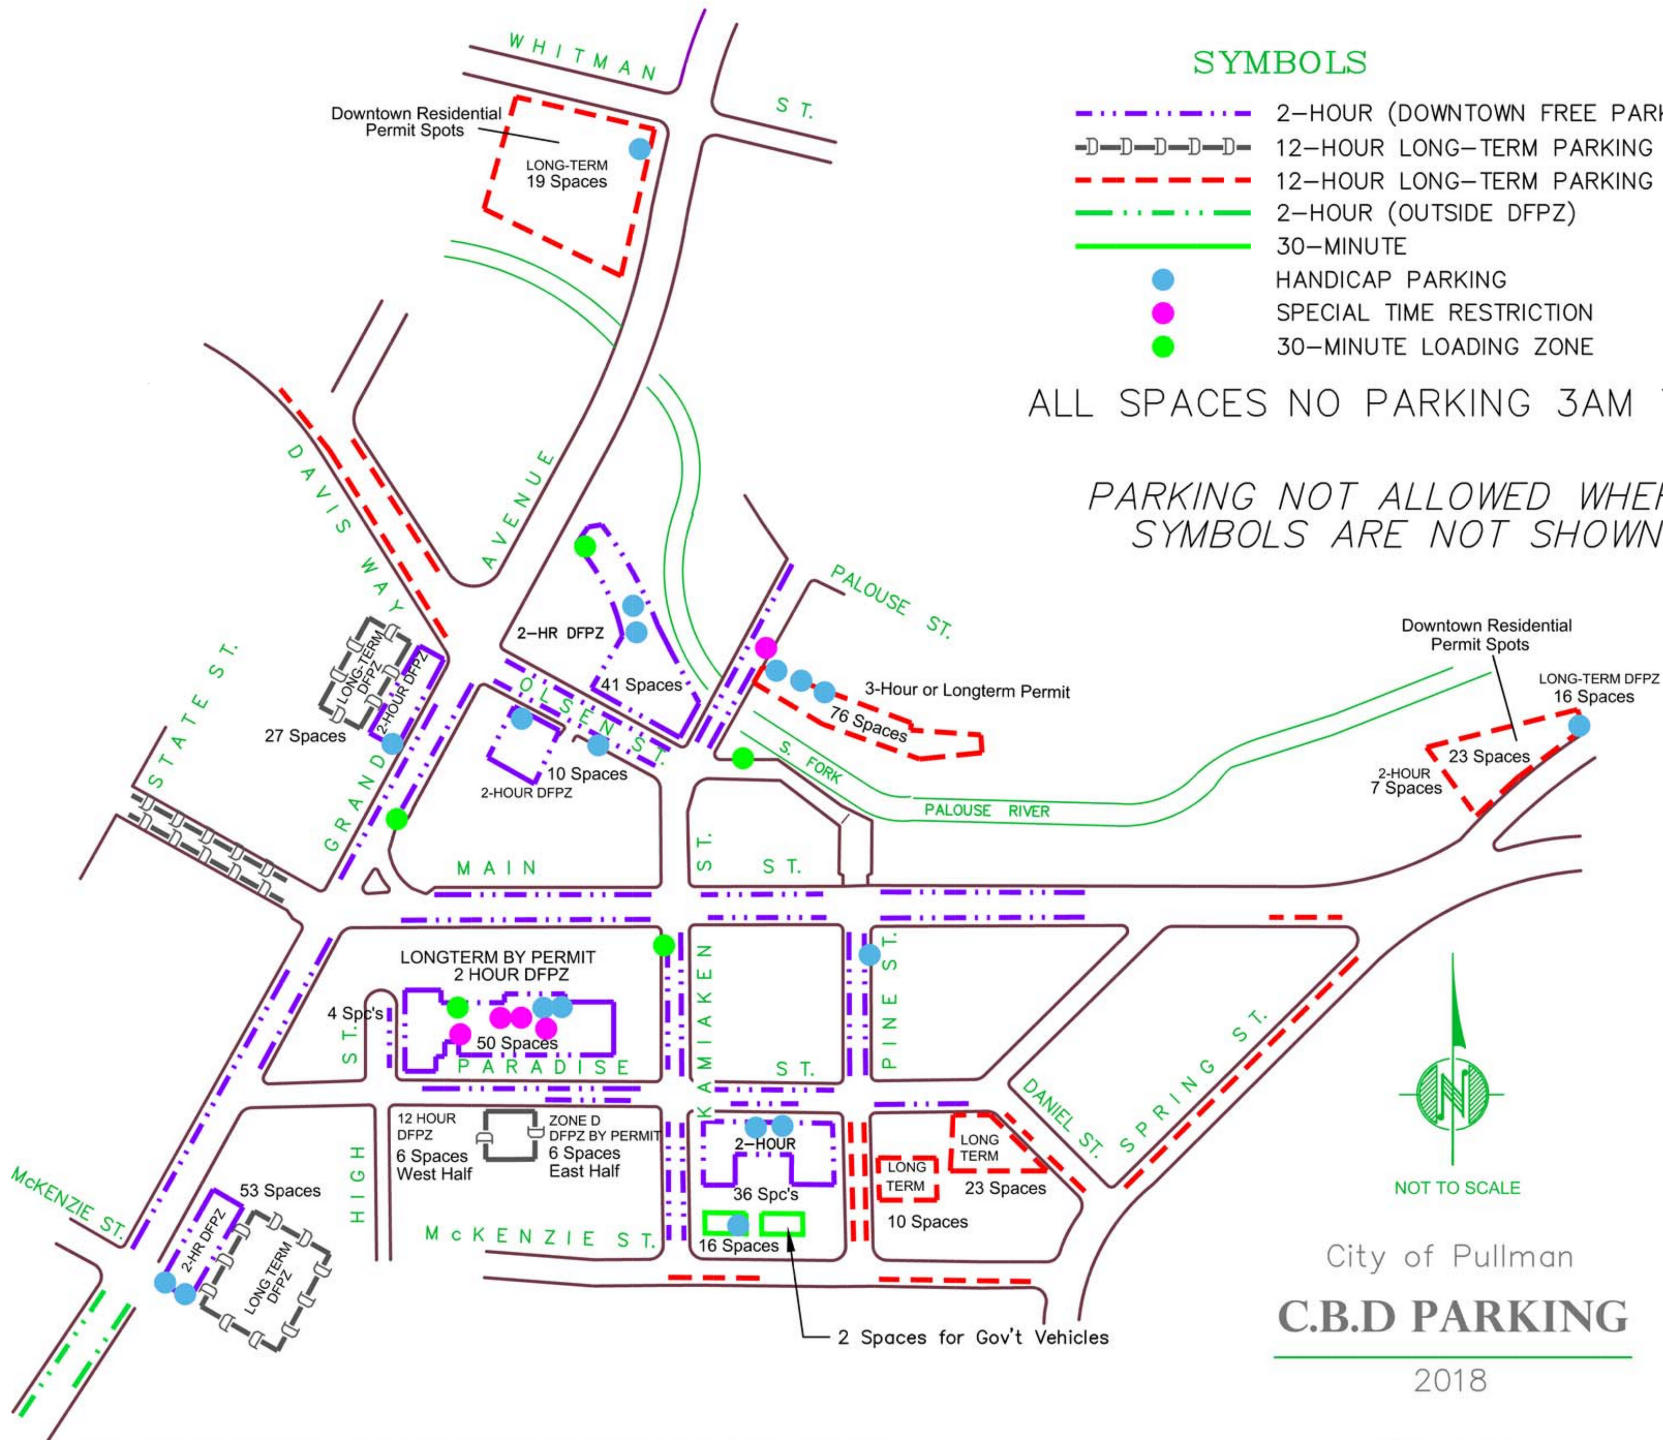 WHITMAN
ST.
Downtown Residential
Permit Spots
LONG-TERM
19 Spaces
SYMBOLS
2-HOUR (DOWNTOWN FREE PARK
D D D D D
12-HOUR LONG-TERM PARKING
12-HOUR LONG-TERM PARKING
2-HOUR (OUTSIDE DFPZ)
30-MINUTE
HANDICAP PARKING
SPECIAL TIME RESTRICTION
30-MINUTE LOADING ZONE
ALL SPACES NO PARKING 3AM
PARKING NOT ALLOWED WHER
SYMBOLS ARE NOT SHOWN
DAVIS WAY
AVENUE
PALOUSE ST.
STATE ST.
LONG-TERM
DFPZ
2-HOUR DFPZ
27 Spaces
GRAND
2-HR DFPZ
41 Spaces
OLSEN ST.
10 Spaces
2-HOUR DFPZ
3-Hour or Longterm Permit
76 Spaces
S. FORK
PALOUSE RIVER
Downtown Residential
Permit Spots
LONG-TERM DFPZ
16 Spaces
23 Spaces
2-HOUR
7 Spaces
MAIN
ST.
ST.
LONGTERM BY PERMIT
2 HOUR DFPZ
4 Spc's
50 Spaces
ST.
PARADISE
ST.
KAMIAKEN
PINE ST.
DANIEL ST.
SPRING ST.
12 HOUR
DFPZ
6 Spaces
West Half
ZONE D
DFPZ BY PERMIT
6 Spaces
East Half
2-HOUR
36 Spc's
16 Spaces
LONG
TERM
23 Spaces
LONG
TERM
10 Spaces
HIGH
McKENZIE ST.
McKENZIE ST.
53 Spaces
2-HR DFPZ
LONG TERM
DFPZ
2 Spaces for Gov't Vehicles
N
NOT TO SCALE
City of Pullman
C.B.D PARKING
2018